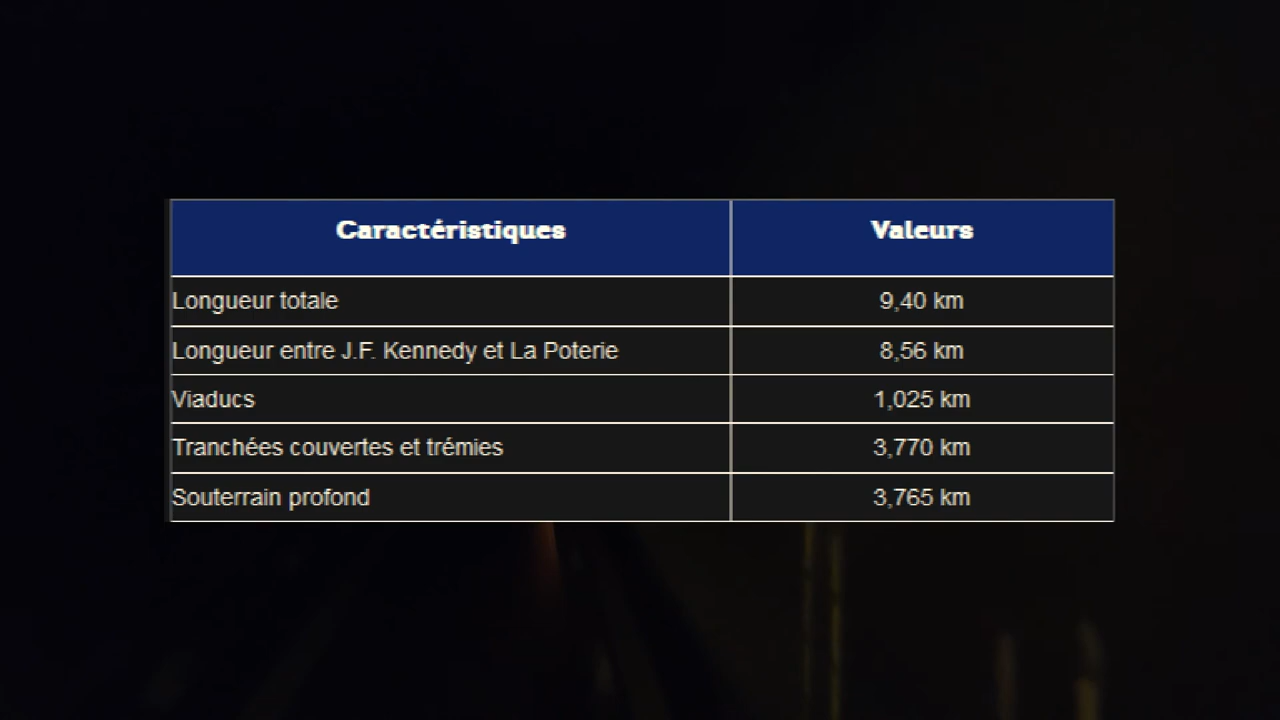 Caractéristiques Valeurs
Longueur totale 9,40 km
Longueur entre J.F. Kennedy et La Poterie 8,56 km
Viaducs 1,025 km
Tranchées couvertes et trémies 3,770 km
Souterrain profond 3,765 km